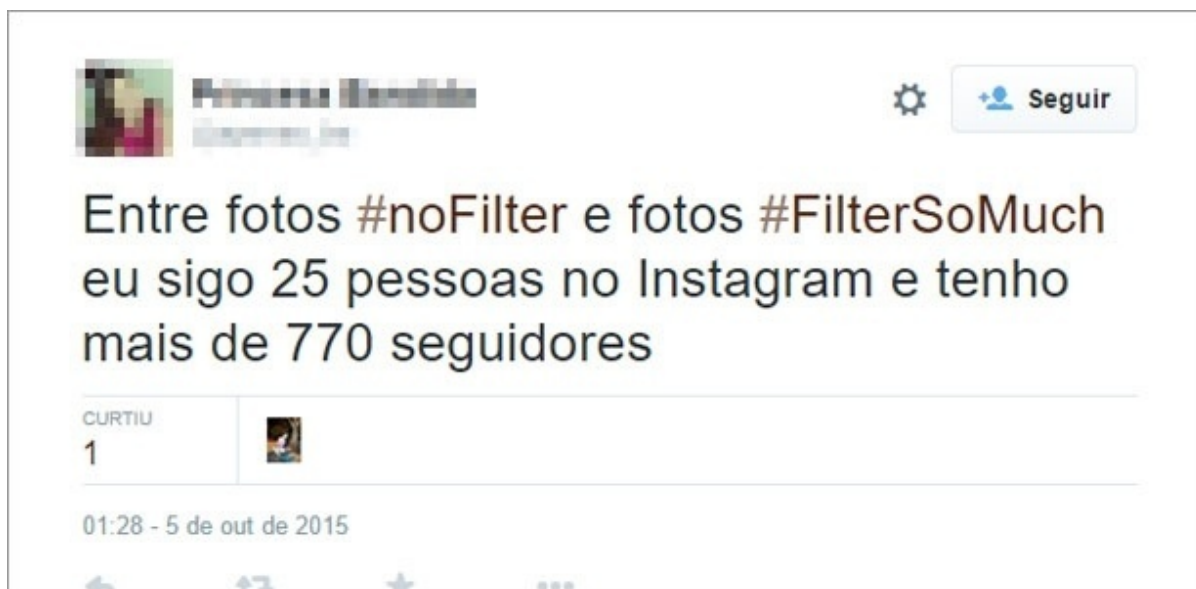 Seguir
Entre fotos #noFilter e fotos #FilterSoMuch
eu sigo 25 pessoas no Instagram e tenho
mais de 770 seguidores
CURTIU
1
01:28 - 5 de out de 2015